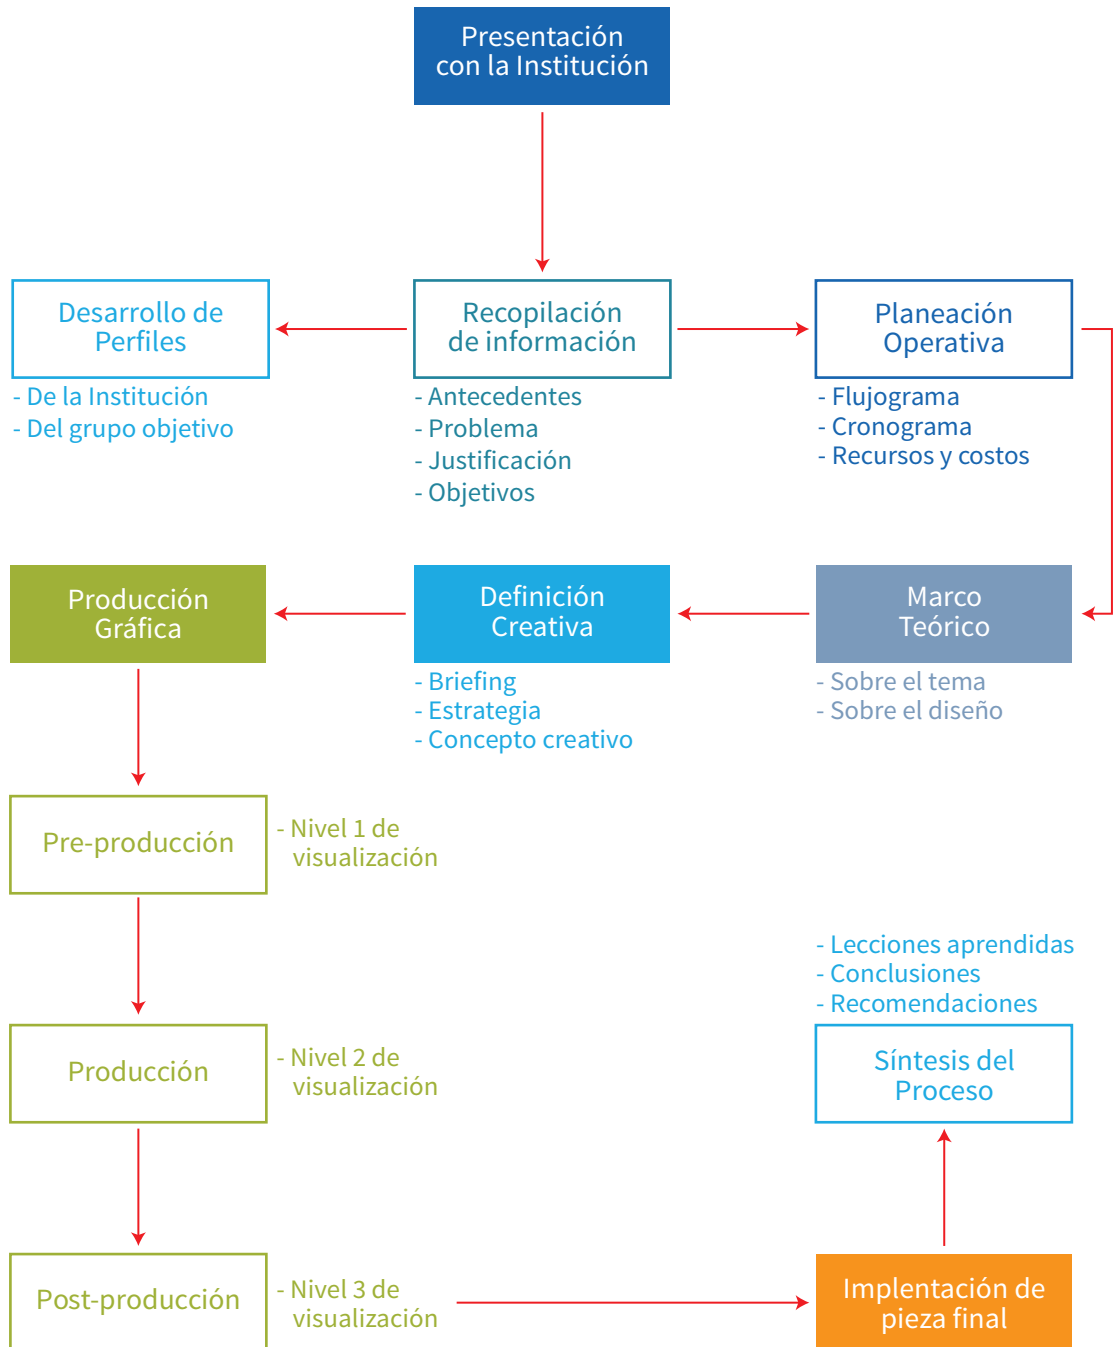 Presentación
con la Institución
Desarrollo de
Perfiles
- De la Institución
- Del grupo objetivo
Recopilación
de información
- Antecedentes
- Problema
- Justificación
- Objetivos
Planeación
Operativa
- Flujograma
- Cronograma
- Recursos y costos
Producción
Gráfica
Definición
Creativa
- Briefing
- Estrategia
- Concepto creativo
Marco
Teórico
- Sobre el tema
- Sobre el diseño
Pre-producción
- Nivel 1 de
visualización
Producción
- Nivel 2 de
visualización
- Lecciones aprendidas
- Conclusiones
- Recomendaciones
Síntesis del
Proceso
Post-producción
- Nivel 3 de
visualización
Implentación de
pieza final